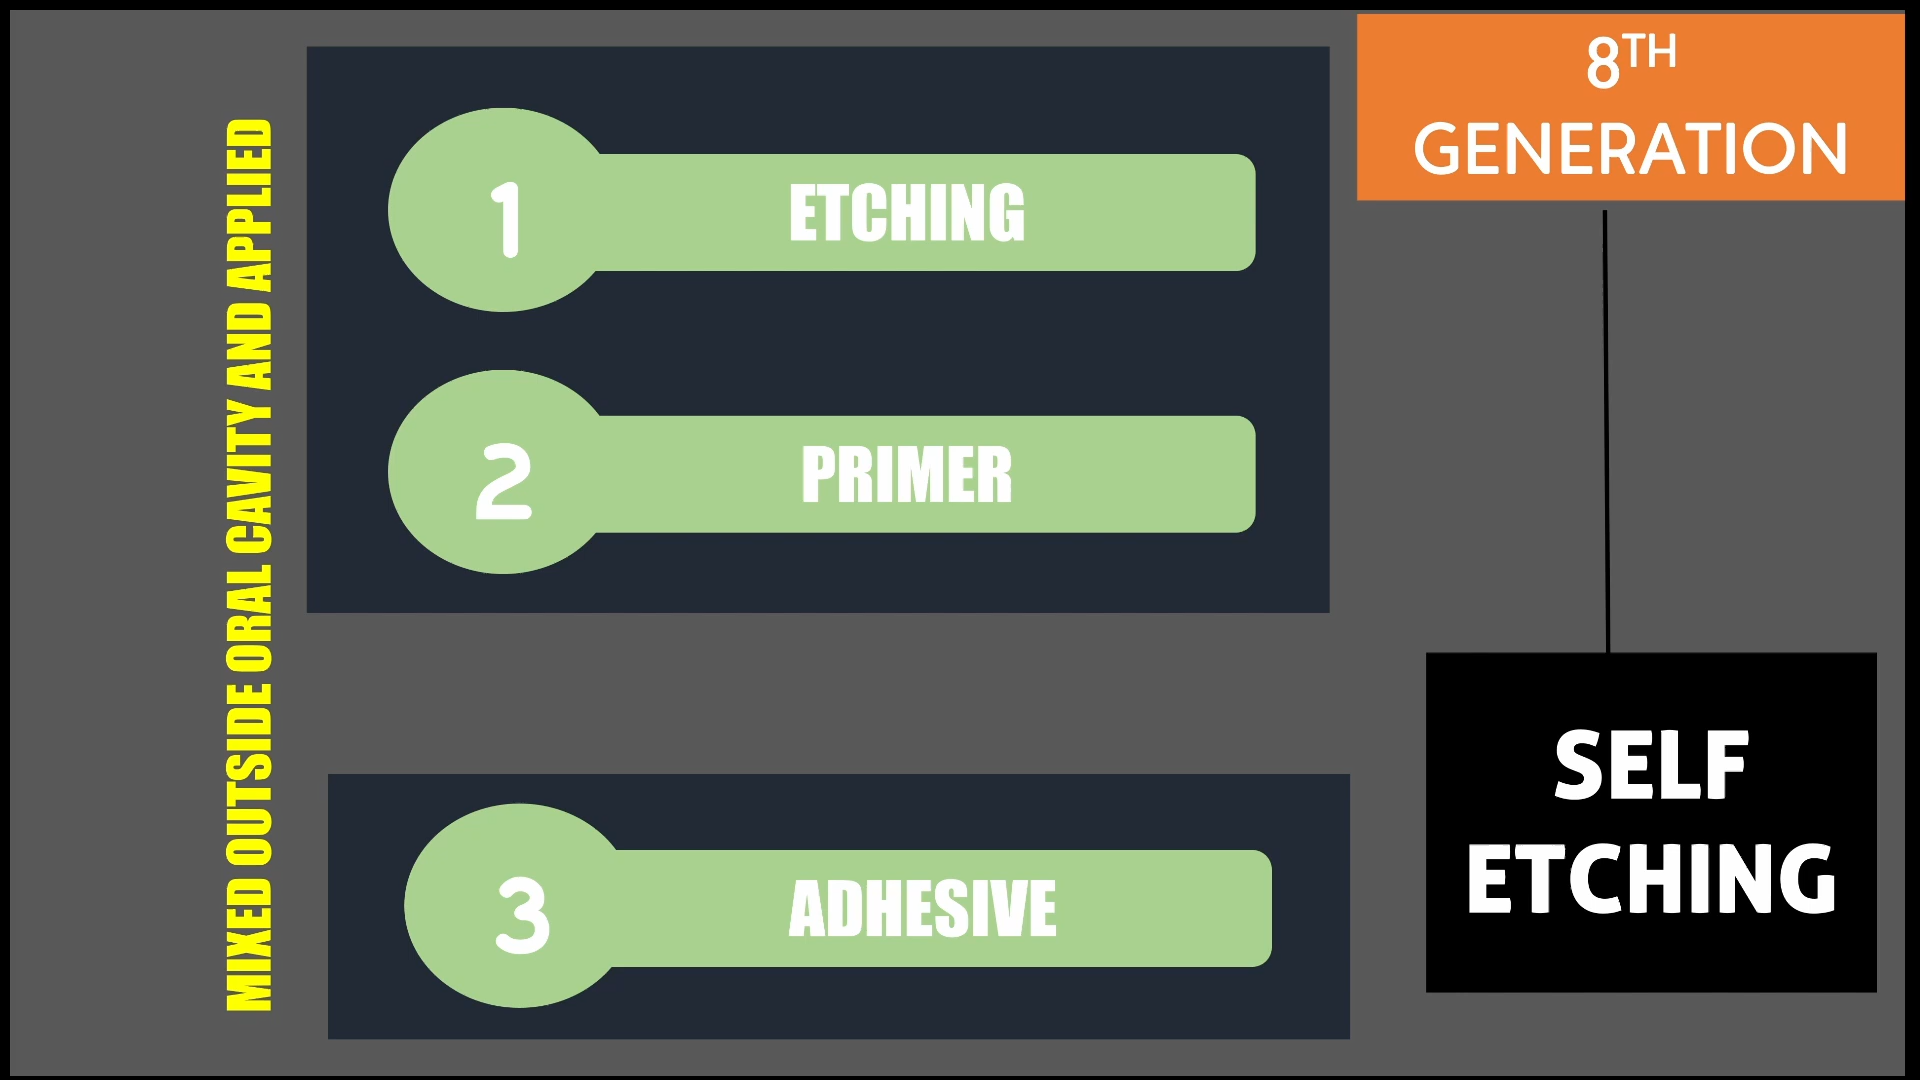 8TH
GENERATION
1
ETCHING
2
PRIMER
3
ADHESIVE
MIXED OUTSIDE ORAL CAVITY AND APPLIED
SELF
ETCHING